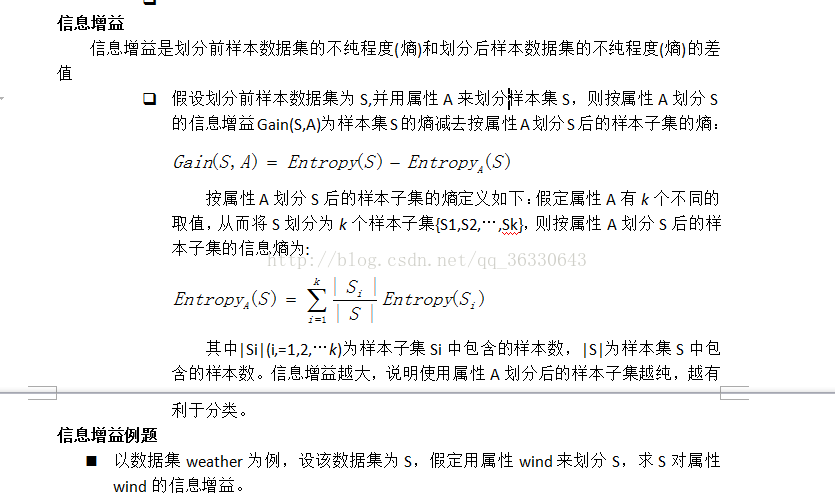 信息增益
信息增益是划分前样本数据集的不纯程度(熵)和划分后样本数据集的不纯程度(熵)的差
值
❑ 假设划分前样本数据集为 S,并用属性 A 来划分样本集 S，则按属性 A 划分 S
的信息增益 Gain(S,A)为样本集 S 的熵减去按属性 A 划分 S 后的样本子集的熵：
Gain(S, A) = Entropy(S) − Entropy_A(S)
按属性 A 划分 S 后的样本子集的熵定义如下：假定属性 A 有 k 个不同的
取值，从而将 S 划分为 k 个样本子集{S1,S2,…,Sk}，则按属性 A 划分 S 后的样
本子集的信息熵为:
http://blog.csdn.net/qq_36330643
Entropy_A(S) = ∑_{i=1}^{k} |S_i| / |S| Entropy(S_i)
其中|Si|(i,=1,2,…k)为样本子集 Si 中包含的样本数，|S|为样本集 S 中包
含的样本数。信息增益越大，说明使用属性 A 划分后的样本子集越纯，越有
利于分类。
信息增益例题
■ 以数据集 weather 为例，设该数据集为 S，假定用属性 wind 来划分 S，求 S 对属性
wind 的信息增益。